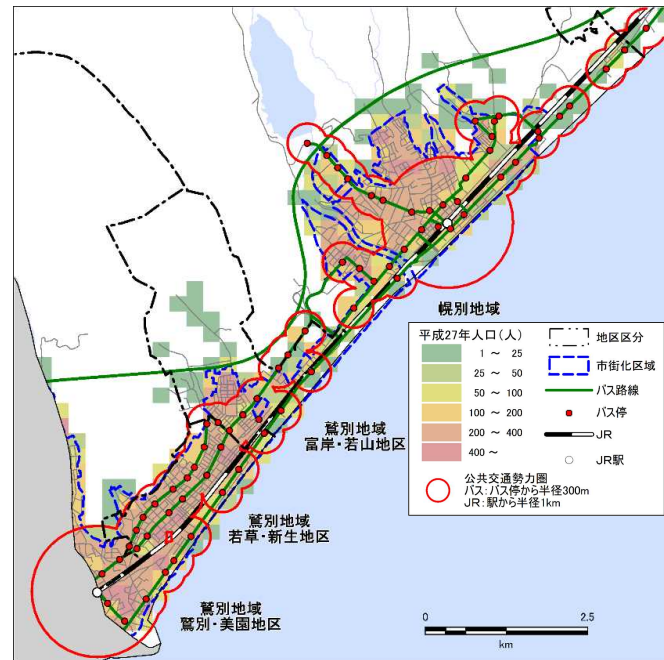 幌別地域
平成27年人口(人)
1 ～ 25
25 ～ 50
50 ～ 100
100 ～ 200
200 ～ 400
400 ～
地区区分
市街化区域
バス路線
バス停
JR
JR駅
公共交通勢力圏
バス：バス停から半径300m
JR：駅から半径1km
鷲別地域
富岸・若山地区
鷲別地域
若草・新生地区
鷲別地域
鷲別・美園地区
0 2.5
km